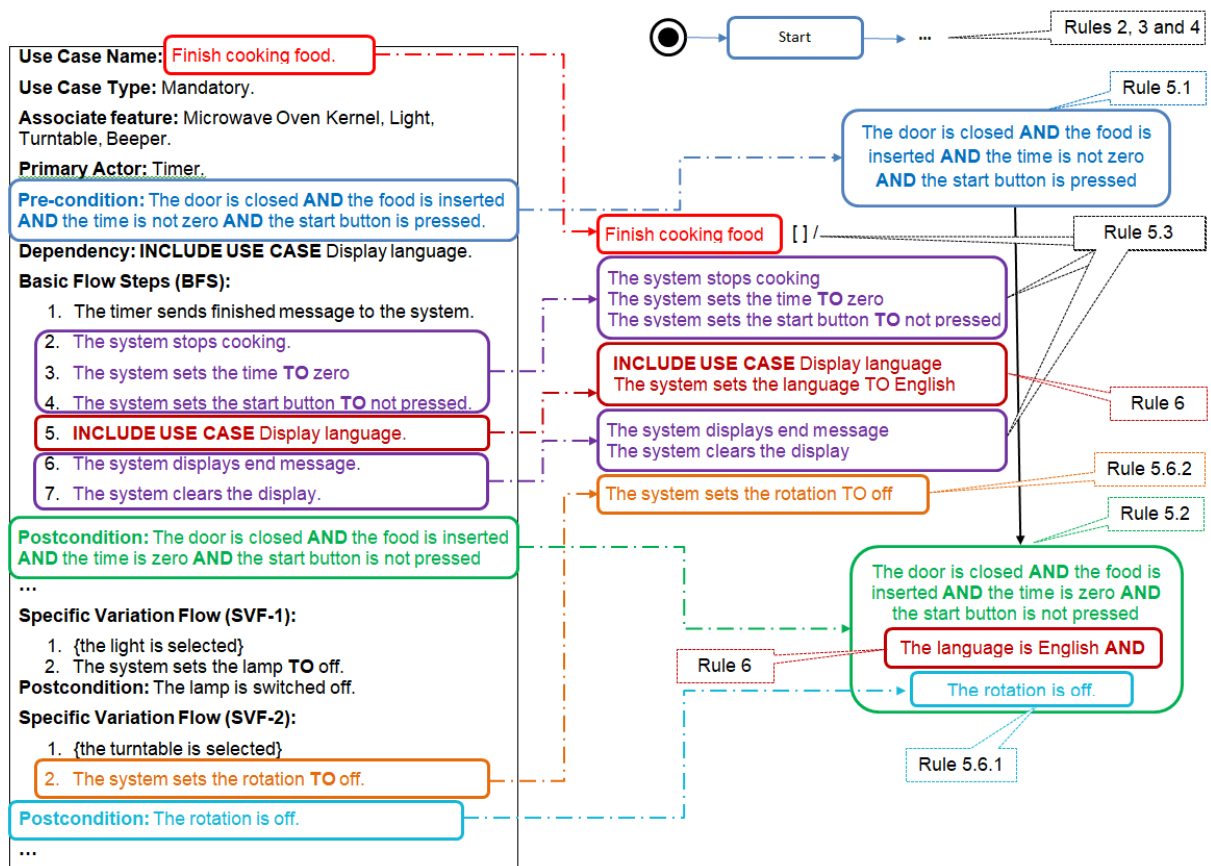 Use Case Name: Finish cooking food.
Use Case Type: Mandatory.
Associate feature: Microwave Oven Kernel, Light,
Turntable, Beeper.
Primary Actor: Timer.
Pre-condition: The door is closed AND the food is inserted
AND the time is not zero AND the start button is pressed.
Dependency: INCLUDE USE CASE Display language.
Basic Flow Steps (BFS):
1. The timer sends finished message to the system.
2. The system stops cooking.
3. The system sets the time TO zero
4. The system sets the start button TO not pressed.
5. INCLUDE USE CASE Display language.
6. The system displays end message.
7. The system clears the display.
Postcondition: The door is closed AND the food is inserted
AND the time is zero AND the start button is not pressed
...
Specific Variation Flow (SVF-1):
1. {the light is selected}
2. The system sets the lamp TO off.
Postcondition: The lamp is switched off.
Specific Variation Flow (SVF-2):
1. {the turntable is selected}
2. The system sets the rotation TO off.
Postcondition: The rotation is off.
...
Start
...
Rules 2, 3 and 4
Rule 5.1
The door is closed AND the food is
inserted AND the time is not zero
AND the start button is pressed
Finish cooking food [ ] /
Rule 5.3
The system stops cooking
The system sets the time TO zero
The system sets the start button TO not pressed
INCLUDE USE CASE Display language
The system sets the language TO English
Rule 6
The system displays end message
The system clears the display
Rule 5.6.2
The system sets the rotation TO off
Rule 5.2
The door is closed AND the food is
inserted AND the time is zero AND
the start button is not pressed
The language is English AND
Rule 6
The rotation is off.
Rule 5.6.1